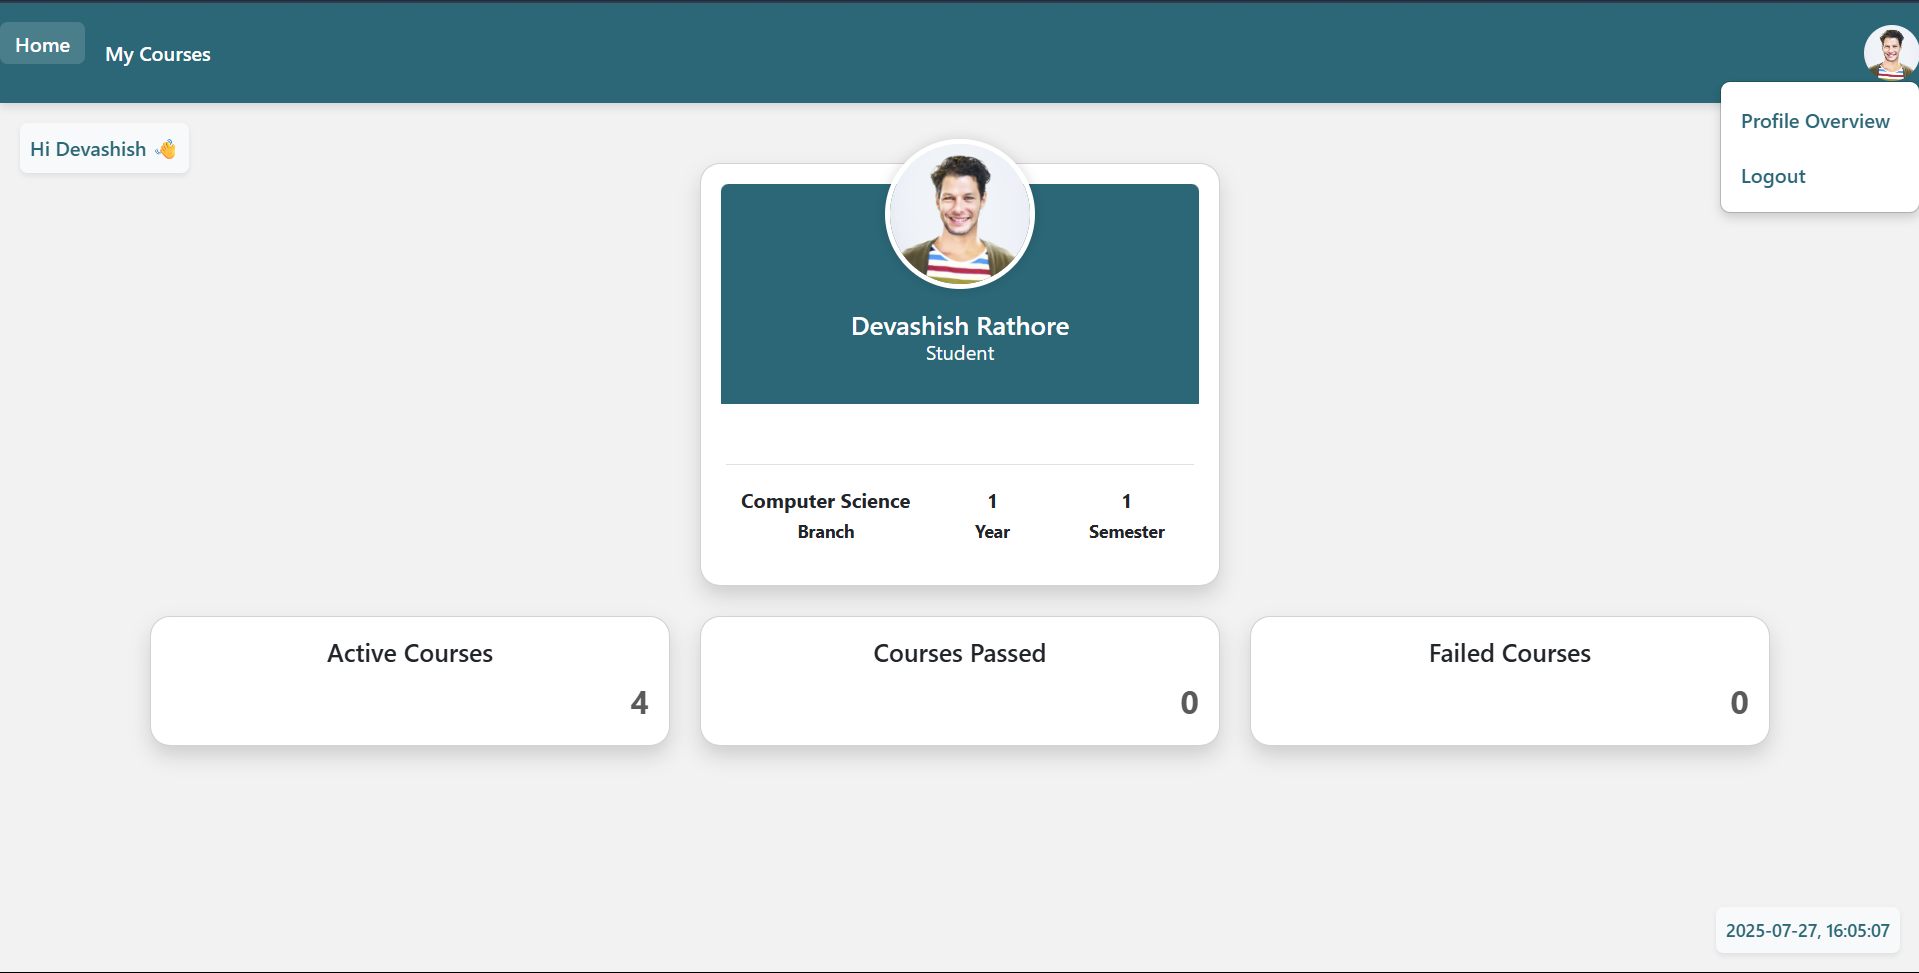 Home
My Courses
Profile Overview
Logout
Hi Devashish 👋
Devashish Rathore
Student
Computer Science 1 1
Branch Year Semester
Active Courses
4
Courses Passed
0
Failed Courses
0
2025-07-27, 16:05:07